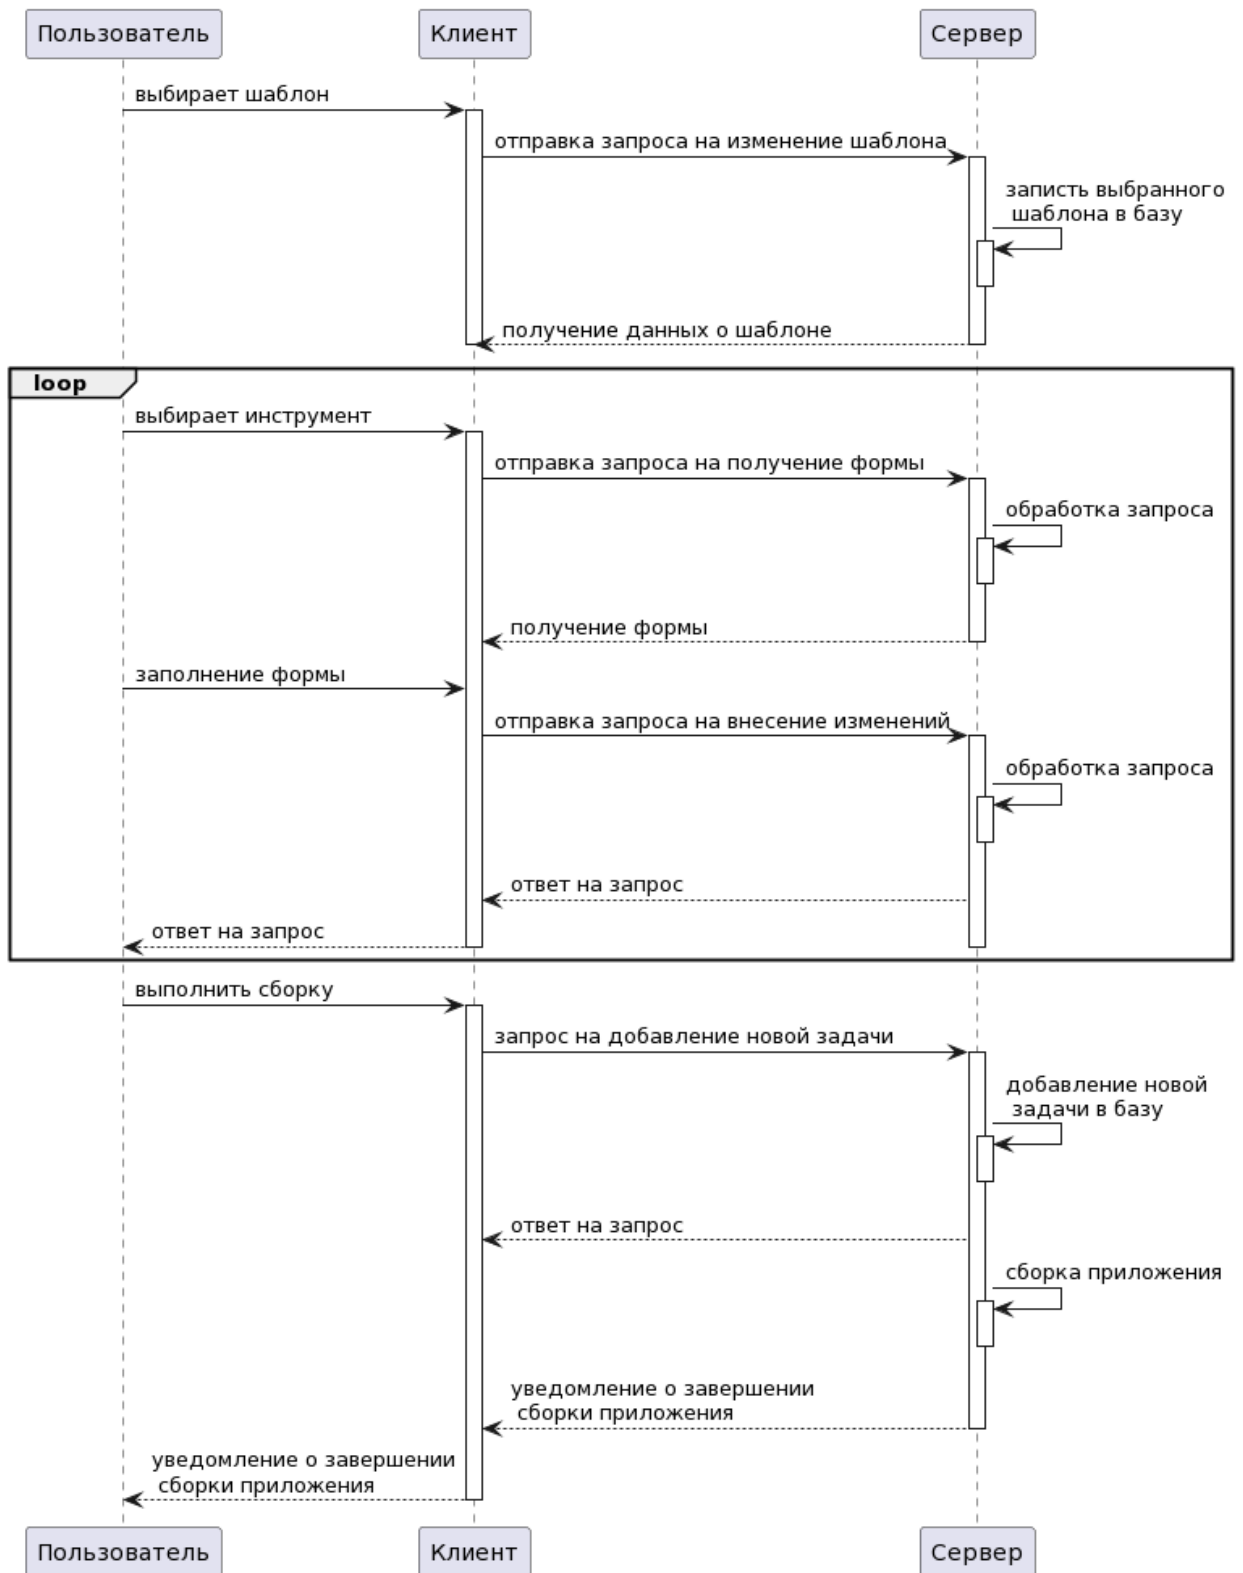 Пользователь
Клиент
Сервер
выбирает шаблон
отправка запроса на изменение шаблона
записть выбранного
шаблона в базу
получение данных о шаблоне
loop
выбирает инструмент
отправка запроса на получение формы
обработка запроса
получение формы
заполнение формы
отправка запроса на внесение изменений
обработка запроса
ответ на запрос
ответ на запрос
выполнить сборку
запрос на добавление новой задачи
добавление новой
задачи в базу
ответ на запрос
сборка приложения
уведомление о завершении
сборки приложения
уведомление о завершении
сборки приложения
Пользователь
Клиент
Сервер